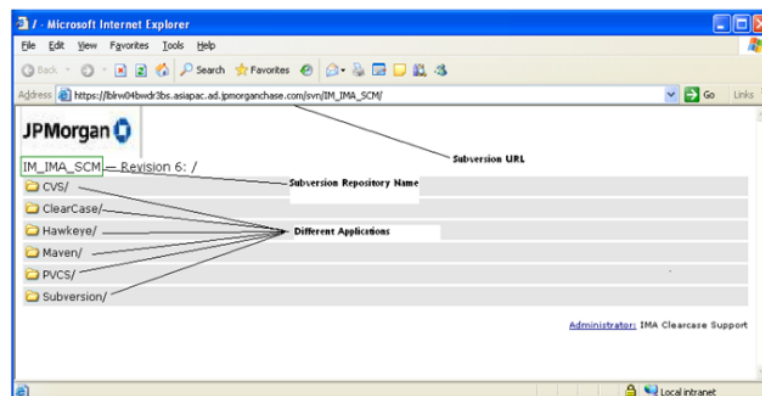 / - Microsoft Internet Explorer
File Edit View Favorites Tools Help
Back Search Favorites
Address https://lblrw04bwdr3bs.asiapac.ad.jpmorganchase.com/svn/IM_IMA_SCM/ Go Links
JPMorgan
Subversion URL
IM_IMA_SCM — Revision 6: /
Subversion Repository Name
CVS/
ClearCase/
Hawkeye/
Different Applications
Maven/
PVCS/
Subversion/
Administrator: IMA Clearcase Support
Local intranet